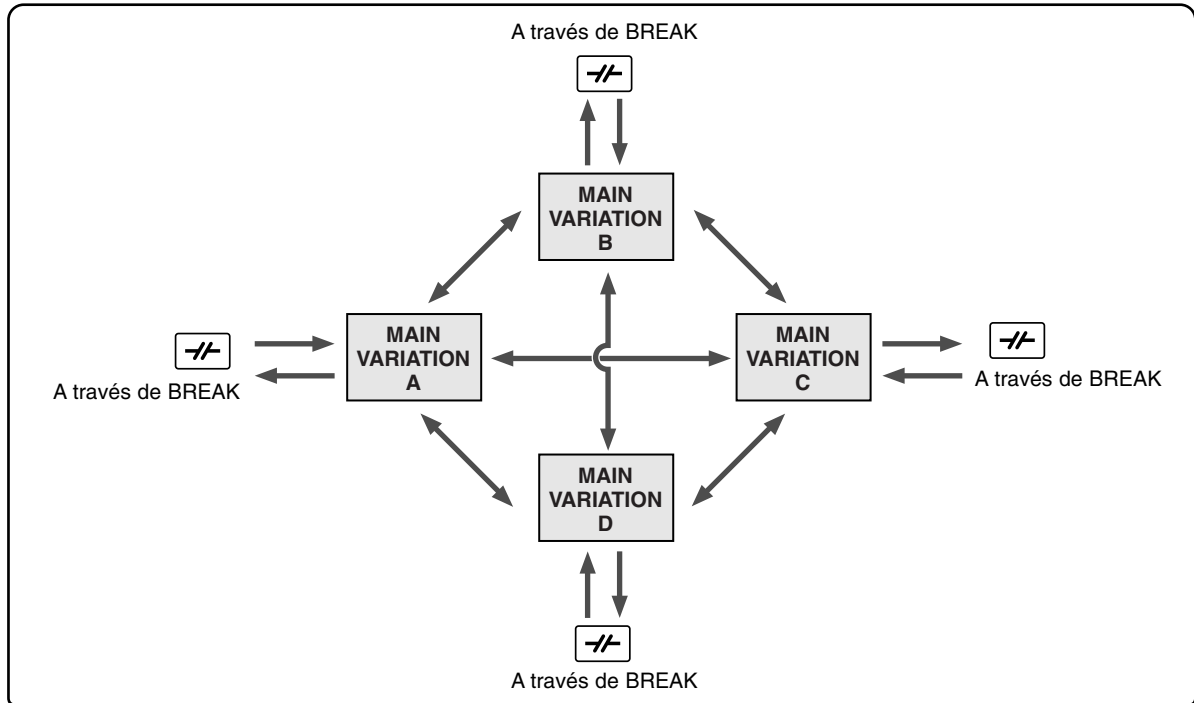 A través de BREAK
MAIN
VARIATION
B
MAIN
VARIATION
A
MAIN
VARIATION
C
A través de BREAK
A través de BREAK
MAIN
VARIATION
D
A través de BREAK